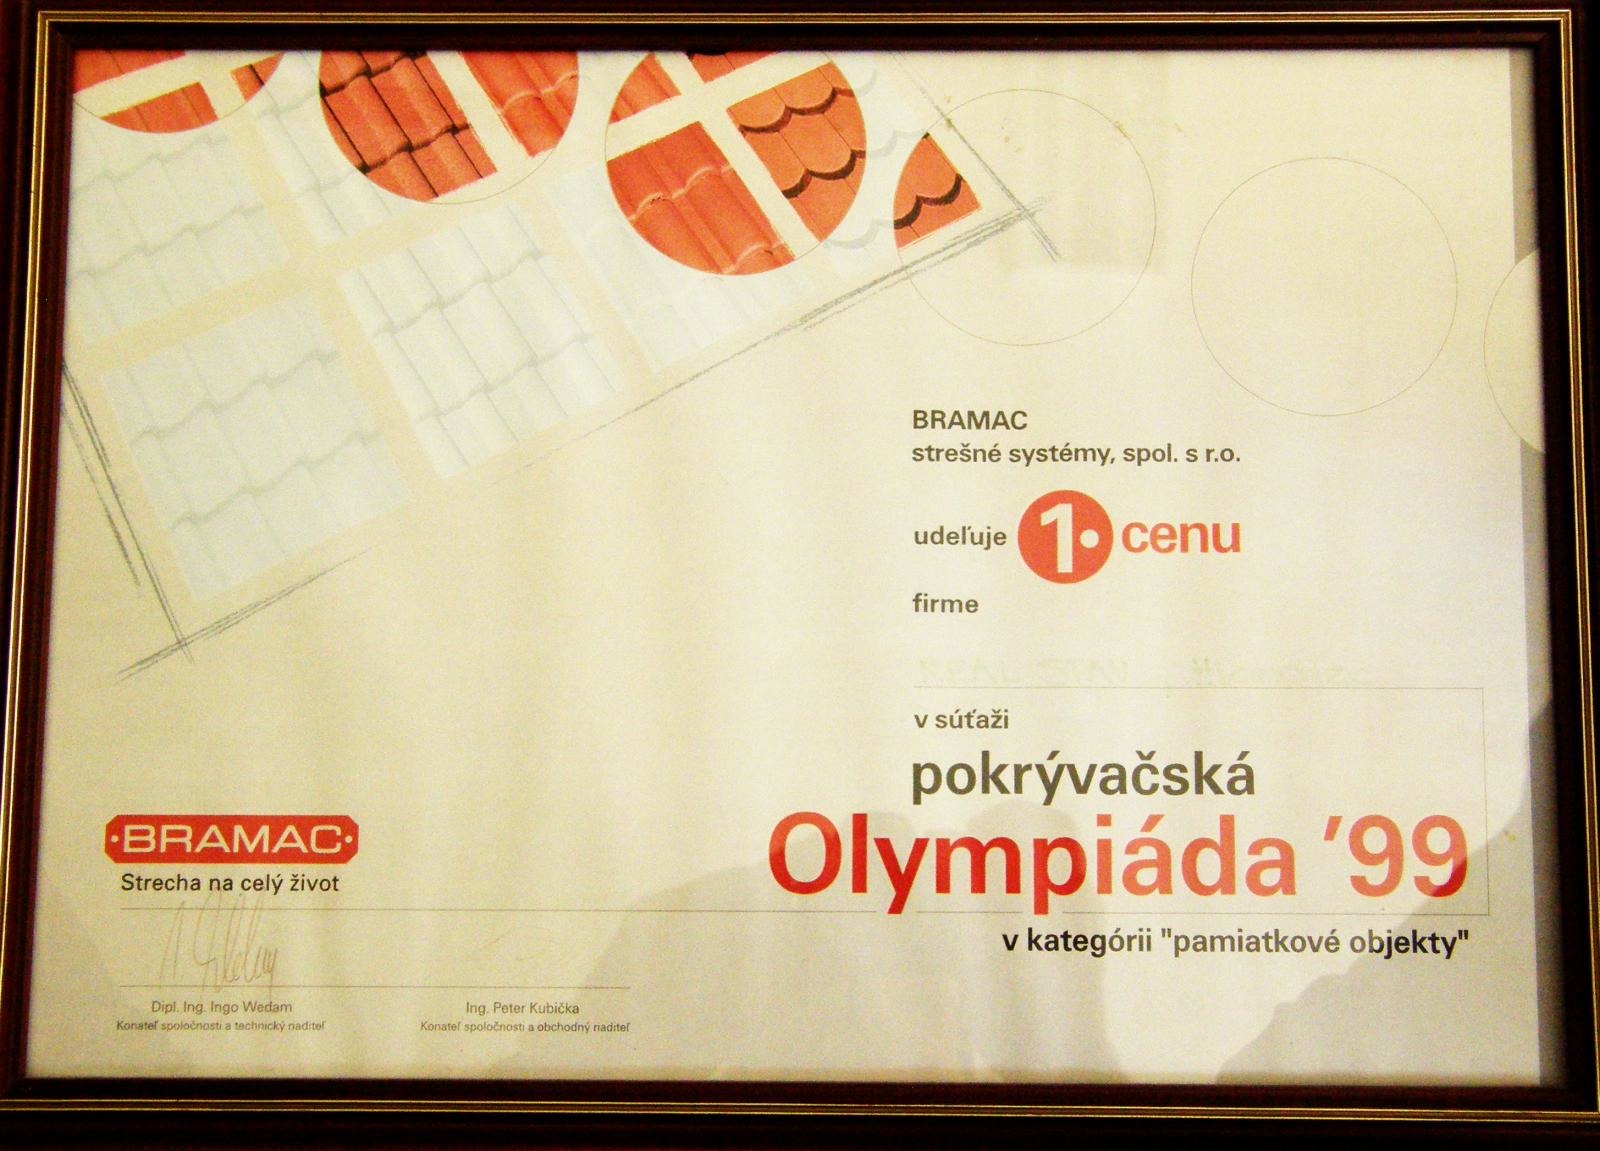 BRAMAC
strešné systémy, spol. s r.o.
udeľuje 1. cenu
firme
v súťaži
pokrývačská
Olympiáda '99
v kategórii "pamiatkové objekty"
·BRAMAC·
Strecha na celý život
Dipl. Ing. Ingo Wedam
Konateľ spoločnosti a technický riaditeľ
Ing. Peter Kubička
Konateľ spoločnosti a obchodný riaditeľ